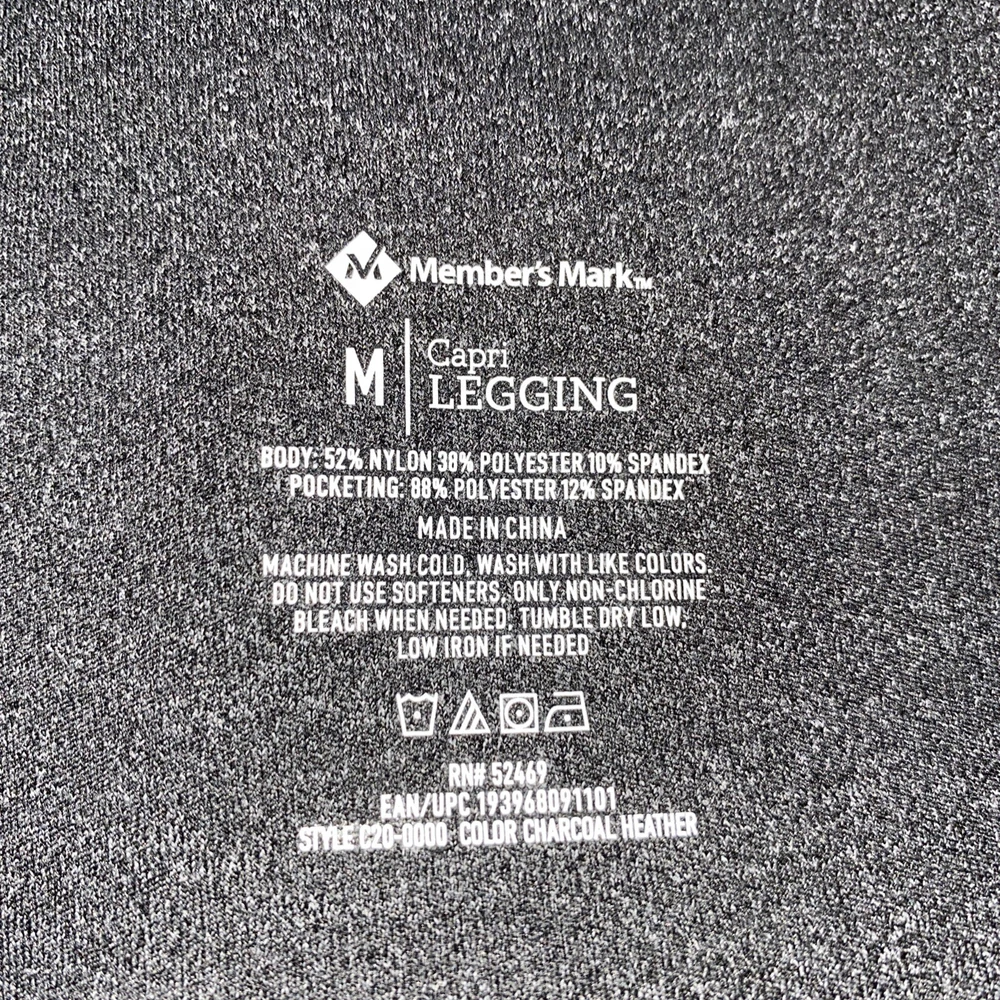 Member's Mark™
M
Capri
LEGGING
BODY: 52% NYLON 38% POLYESTER 10% SPANDEX
POCKETING: 88% POLYESTER 12% SPANDEX
MADE IN CHINA
MACHINE WASH COLD. WASH WITH LIKE COLORS.
DO NOT USE SOFTENERS. ONLY NON-CHLORINE
BLEACH WHEN NEEDED. TUMBLE DRY LOW.
LOW IRON IF NEEDED
RN# 52469
EAN/UPC 193968091101
STYLE C20-0000 COLOR CHARCOAL HEATHER